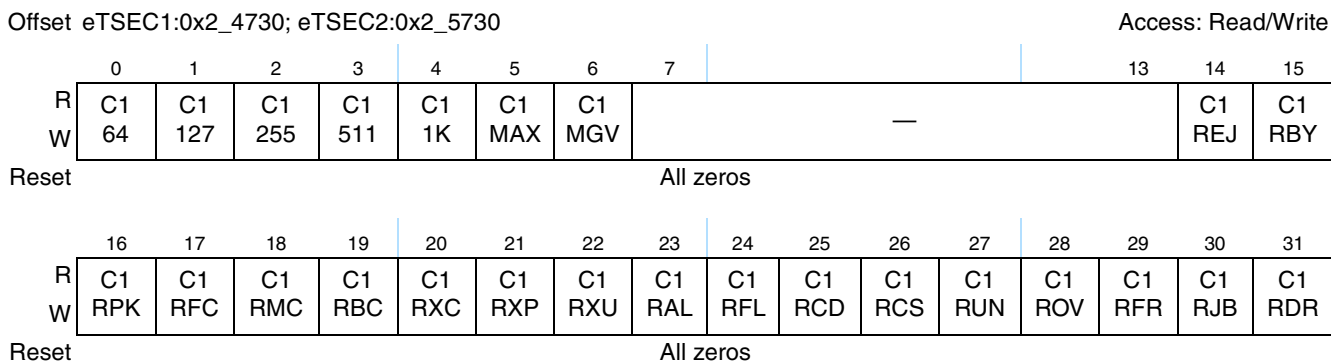 Offset eTSEC1:0x2_4730; eTSEC2:0x2_5730 Access: Read/Write
0 1 2 3 4 5 6 7 13 14 15
R C1 C1 C1 C1 C1 C1 C1 — C1 C1
W 64 127 255 511 1K MAX MGV REJ RBY
Reset All zeros
16 17 18 19 20 21 22 23 24 25 26 27 28 29 30 31
R C1 C1 C1 C1 C1 C1 C1 C1 C1 C1 C1 C1 C1 C1 C1 C1
W RPK RFC RMC RBC RXC RXP RXU RAL RFL RCD RCS RUN ROV RFR RJB RDR
Reset All zeros